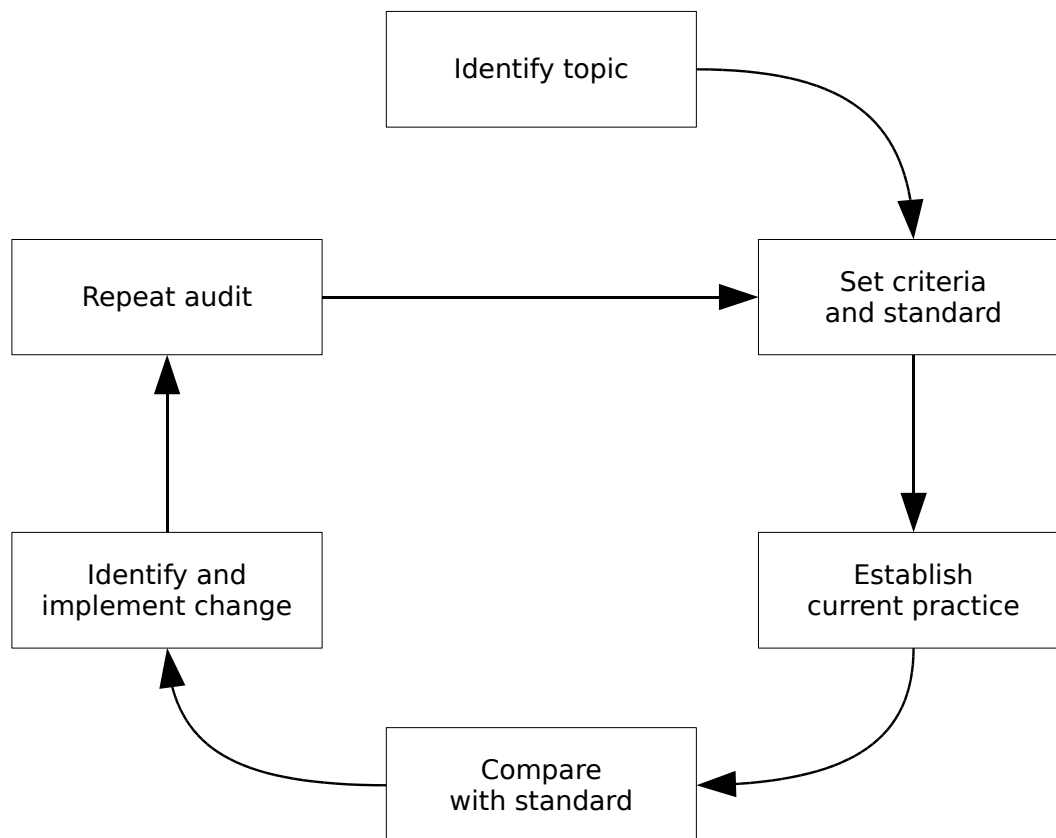 Identify topic
Repeat audit
Set criteria
and standard
Identify and
implement change
Establish
current practice
Compare
with standard